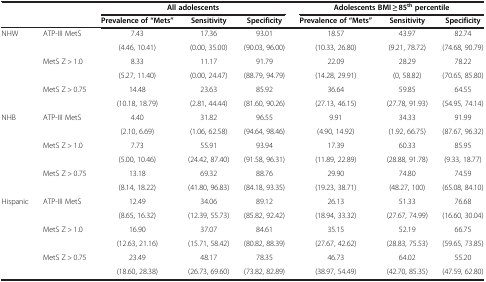 All adolescents Adolescents BMI ≥ 85th percentile
Prevalence of “Mets” Sensitivity Specificity Prevalence of “Mets” Sensitivity Specificity
NHW ATP-III MetS 7.43 17.36 93.01 18.57 43.97 82.74
(4.46, 10.41) (0.00, 35.00) (90.03, 96.00) (10.33, 26.80) (9.21, 78.72) (74.68, 90.79)
MetS Z > 1.0 8.33 11.17 91.79 22.09 28.29 78.22
(5.27, 11.40) (0.00, 24.47) (88.79, 94.79) (14.28, 29.91) (0, 58.82) (70.65, 85.80)
MetS Z > 0.75 14.48 23.63 85.92 36.64 59.85 64.55
(10.18, 18.79) (2.81, 44.44) (81.60, 90.26) (27.13, 46.15) (27.78, 91.93) (54.95, 74.14)
NHB ATP-III MetS 4.40 31.82 96.55 9.91 34.33 91.99
(2.10, 6.69) (1.06, 62.58) (94.64, 98.46) (4.90, 14.92) (1.92, 66.75) (87.67, 96.32)
MetS Z > 1.0 7.73 55.91 93.94 17.39 60.33 85.95
(5.00, 10.46) (24.42, 87.40) (91.58, 96.31) (11.89, 22.89) (28.88, 91.78) (9.33, 18.77)
MetS Z > 0.75 13.18 69.32 88.76 29.90 74.80 74.59
(8.14, 18.22) (41.80, 96.83) (84.18, 93.35) (19.23, 38.71) (48.27, 100) (65.08, 84.10)
Hispanic ATP-III MetS 12.49 34.06 89.12 26.13 51.33 76.68
(8.65, 16.32) (12.39, 55.73) (85.82, 92.42) (18.94, 33.32) (27.67, 74.99) (16.60, 30.04)
MetS Z > 1.0 16.90 37.07 84.61 35.15 52.19 66.75
(12.63, 21.16) (15.71, 58.42) (80.82, 88.39) (27.67, 42.62) (28.83, 75.53) (59.65, 73.85)
MetS Z > 0.75 23.49 48.17 78.35 46.73 64.02 55.20
(18.60, 28.38) (26.73, 69.60) (73.82, 82.89) (38.97, 54.49) (42.70, 85.35) (47.59, 62.80)